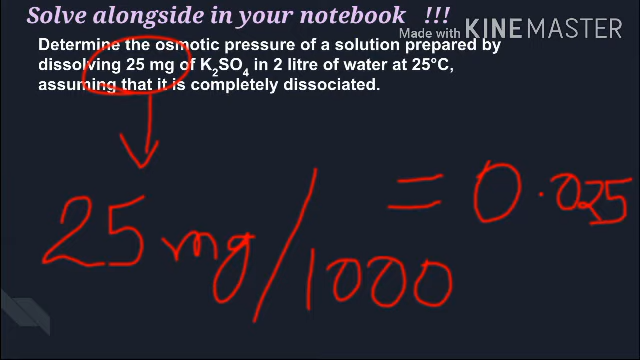 Solve alongside in your notebook !!!
Made with KINEMASTER
Determine the osmotic pressure of a solution prepared by
dissolving 25 mg of K₂SO₄ in 2 litre of water at 25°C,
assuming that it is completely dissociated.
25 mg/1000 = 0.025